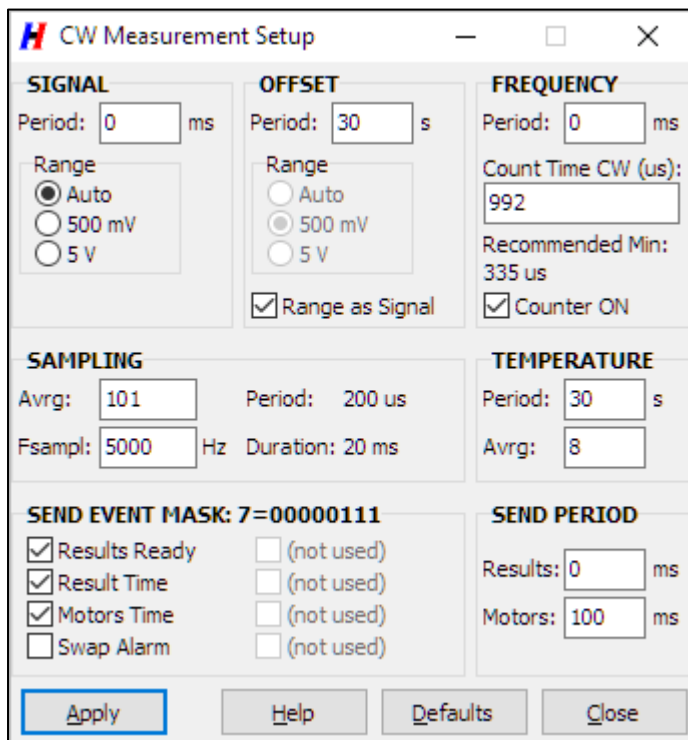 CW Measurement Setup
SIGNAL
Period: 0 ms
Range
Auto
500 mV
5 V
OFFSET
Period: 30 s
Range
Auto
500 mV
5 V
Range as Signal
FREQUENCY
Period: 0 ms
Count Time CW (us):
992
Recommended Min:
335 us
Counter ON
SAMPLING
Avrg: 101 Period: 200 us
Fsampl: 5000 Hz Duration: 20 ms
TEMPERATURE
Period: 30 s
Avrg: 8
SEND EVENT MASK: 7=00000111
Results Ready (not used)
Result Time (not used)
Motors Time (not used)
Swap Alarm (not used)
SEND PERIOD
Results: 0 ms
Motors: 100 ms
Apply Help Defaults Close